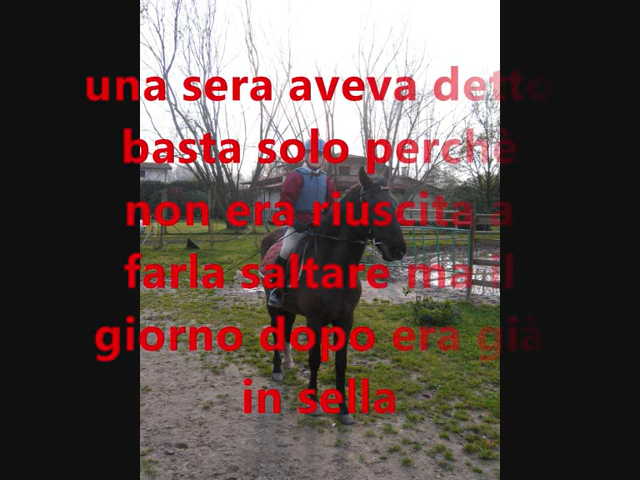 una sera aveva detto
basta solo perchè
non era riuscita a
farla saltare ma il
giorno dopo era già
in sella